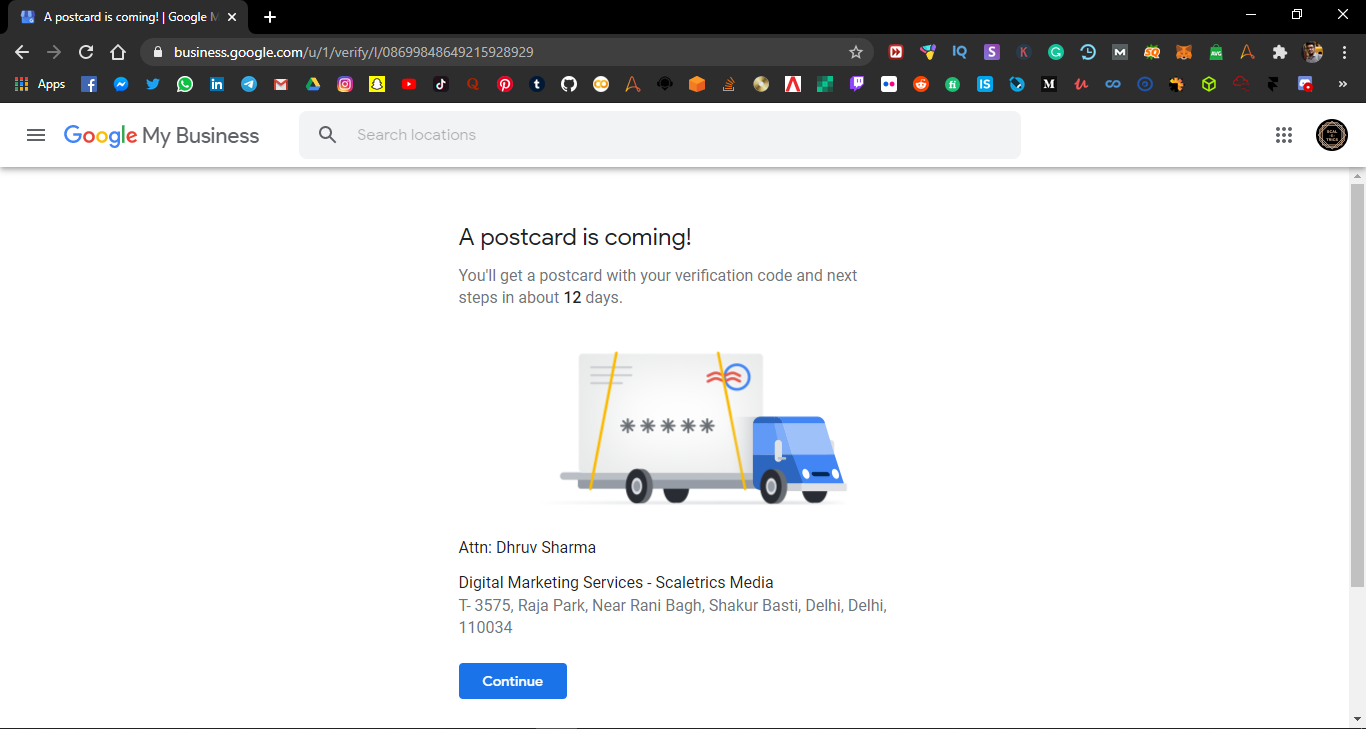 A postcard is coming! | Google M
business.google.com/u/1/verify/l/08699848649215928929
Apps
Google My Business
Search locations
A postcard is coming!
You'll get a postcard with your verification code and next
steps in about 12 days.
*****
Attn: Dhruv Sharma
Digital Marketing Services - Scaletrics Media
T- 3575, Raja Park, Near Rani Bagh, Shakur Basti, Delhi, Delhi,
110034
Continue